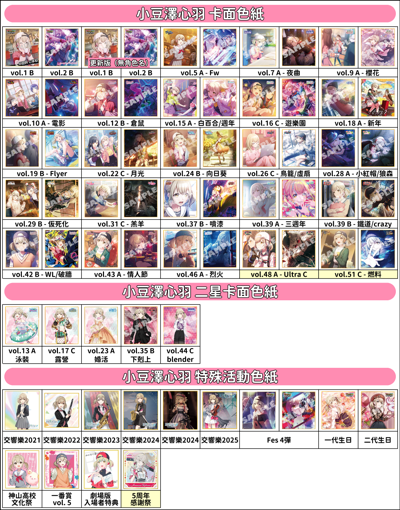 小豆澤心羽 卡面色紙
更新版（無角色名）
vol.1 B vol.2 B vol.1 B vol.2 B vol.5 A - Fw vol.7 A - 夜曲 vol.9 A - 櫻花
vol.10 A - 電影 vol.12 B - 倉鼠 vol.15 A - 白百合/週年 vol.16 C - 遊樂園 vol.18 A - 新年
vol.19 B - Flyer vol.22 C - 月光 vol.24 B - 向日葵 vol.26 C - 烏龍/虛扇 vol.28 A - 小紅帽/狼森
vol.29 B - 仮死化 vol.31 C - 羔羊 vol.37 B - 噴漆 vol.39 A - 三週年 vol.39 B - 鐵道/crazy
vol.42 B - WL/破牆 vol.43 A - 情人節 vol.46 A - 烈火 vol.48 A - Ultra C vol.51 C - 燃料
小豆澤心羽 二星卡面色紙
vol.13 A vol.17 C vol.23 A vol.35 B vol.44 C
泳裝 露營 婚活 下剋上 blender
小豆澤心羽 特殊活動色紙
交響樂2021 交響樂2022 交響樂2023 交響樂2024 交響樂2024 交響樂2025 Fes 4彈 一代生日 二代生日
神山高校 一番賞 劇場版 5周年
文化祭 vol. 5 入場者特典 感謝祭